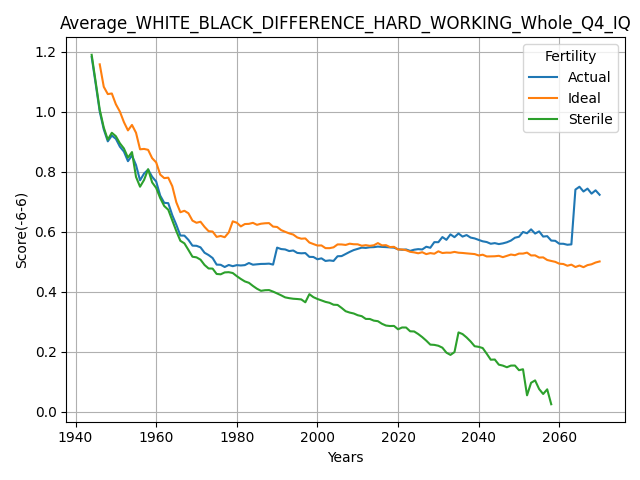 Average_WHITE_BLACK_DIFFERENCE_HARD_WORKING_Whole_Q4_IQ
Score(-6-6)
1.2
1.0
0.8
0.6
0.4
0.2
0.0
Fertility
Actual
Ideal
Sterile
1940 1960 1980 2000 2020 2040 2060
Years